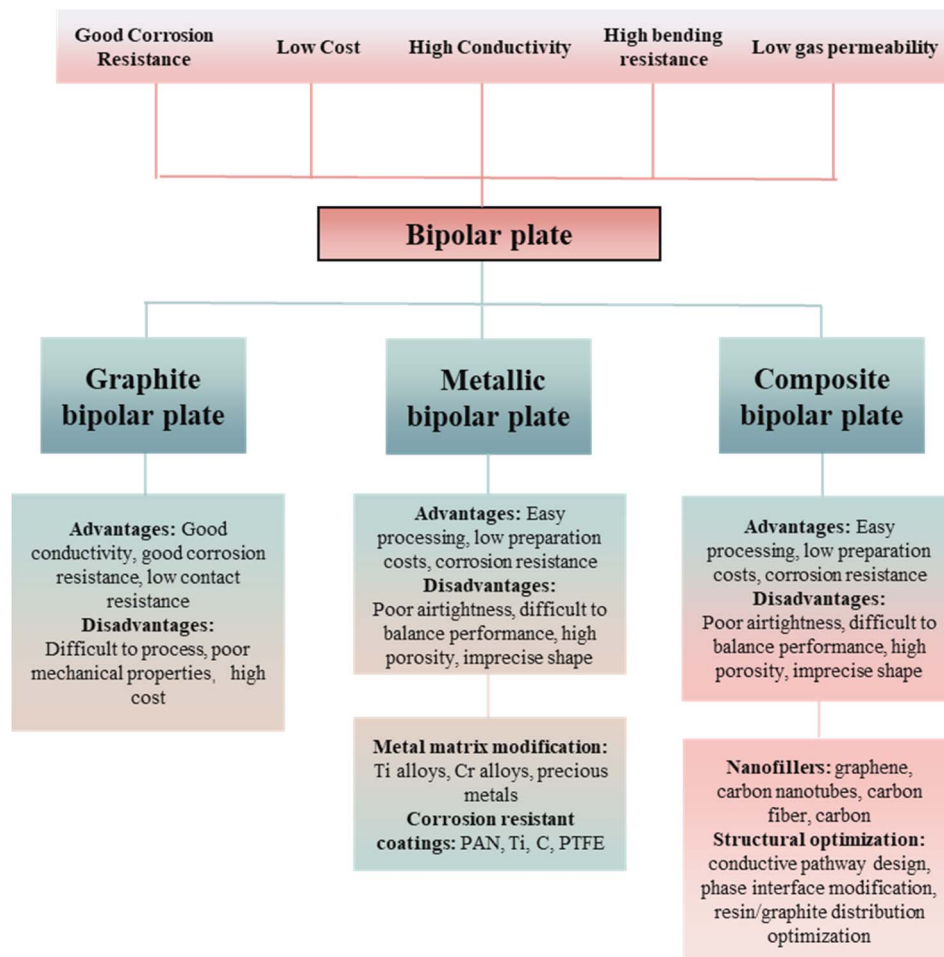 Good Corrosion
Resistance
Low Cost
High Conductivity
High bending
resistance
Low gas permeability
Bipolar plate
Graphite
bipolar plate
Metallic
bipolar plate
Composite
bipolar plate
Advantages: Good
conductivity, good corrosion
resistance, low contact
resistance
Disadvantages:
Difficult to process, poor
mechanical properties, high
cost
Advantages: Easy
processing, low preparation
costs, corrosion resistance
Disadvantages:
Poor airtightness, difficult to
balance performance, high
porosity, imprecise shape
Advantages: Easy
processing, low preparation
costs, corrosion resistance
Disadvantages:
Poor airtightness, difficult to
balance performance, high
porosity, imprecise shape
Metal matrix modification:
Ti alloys, Cr alloys, precious
metals
Corrosion resistant
coatings: PAN, Ti, C, PTFE
Nanofillers: graphene,
carbon nanotubes, carbon
fiber, carbon
Structural optimization:
conductive pathway design,
phase interface modification,
resin/graphite distribution
optimization